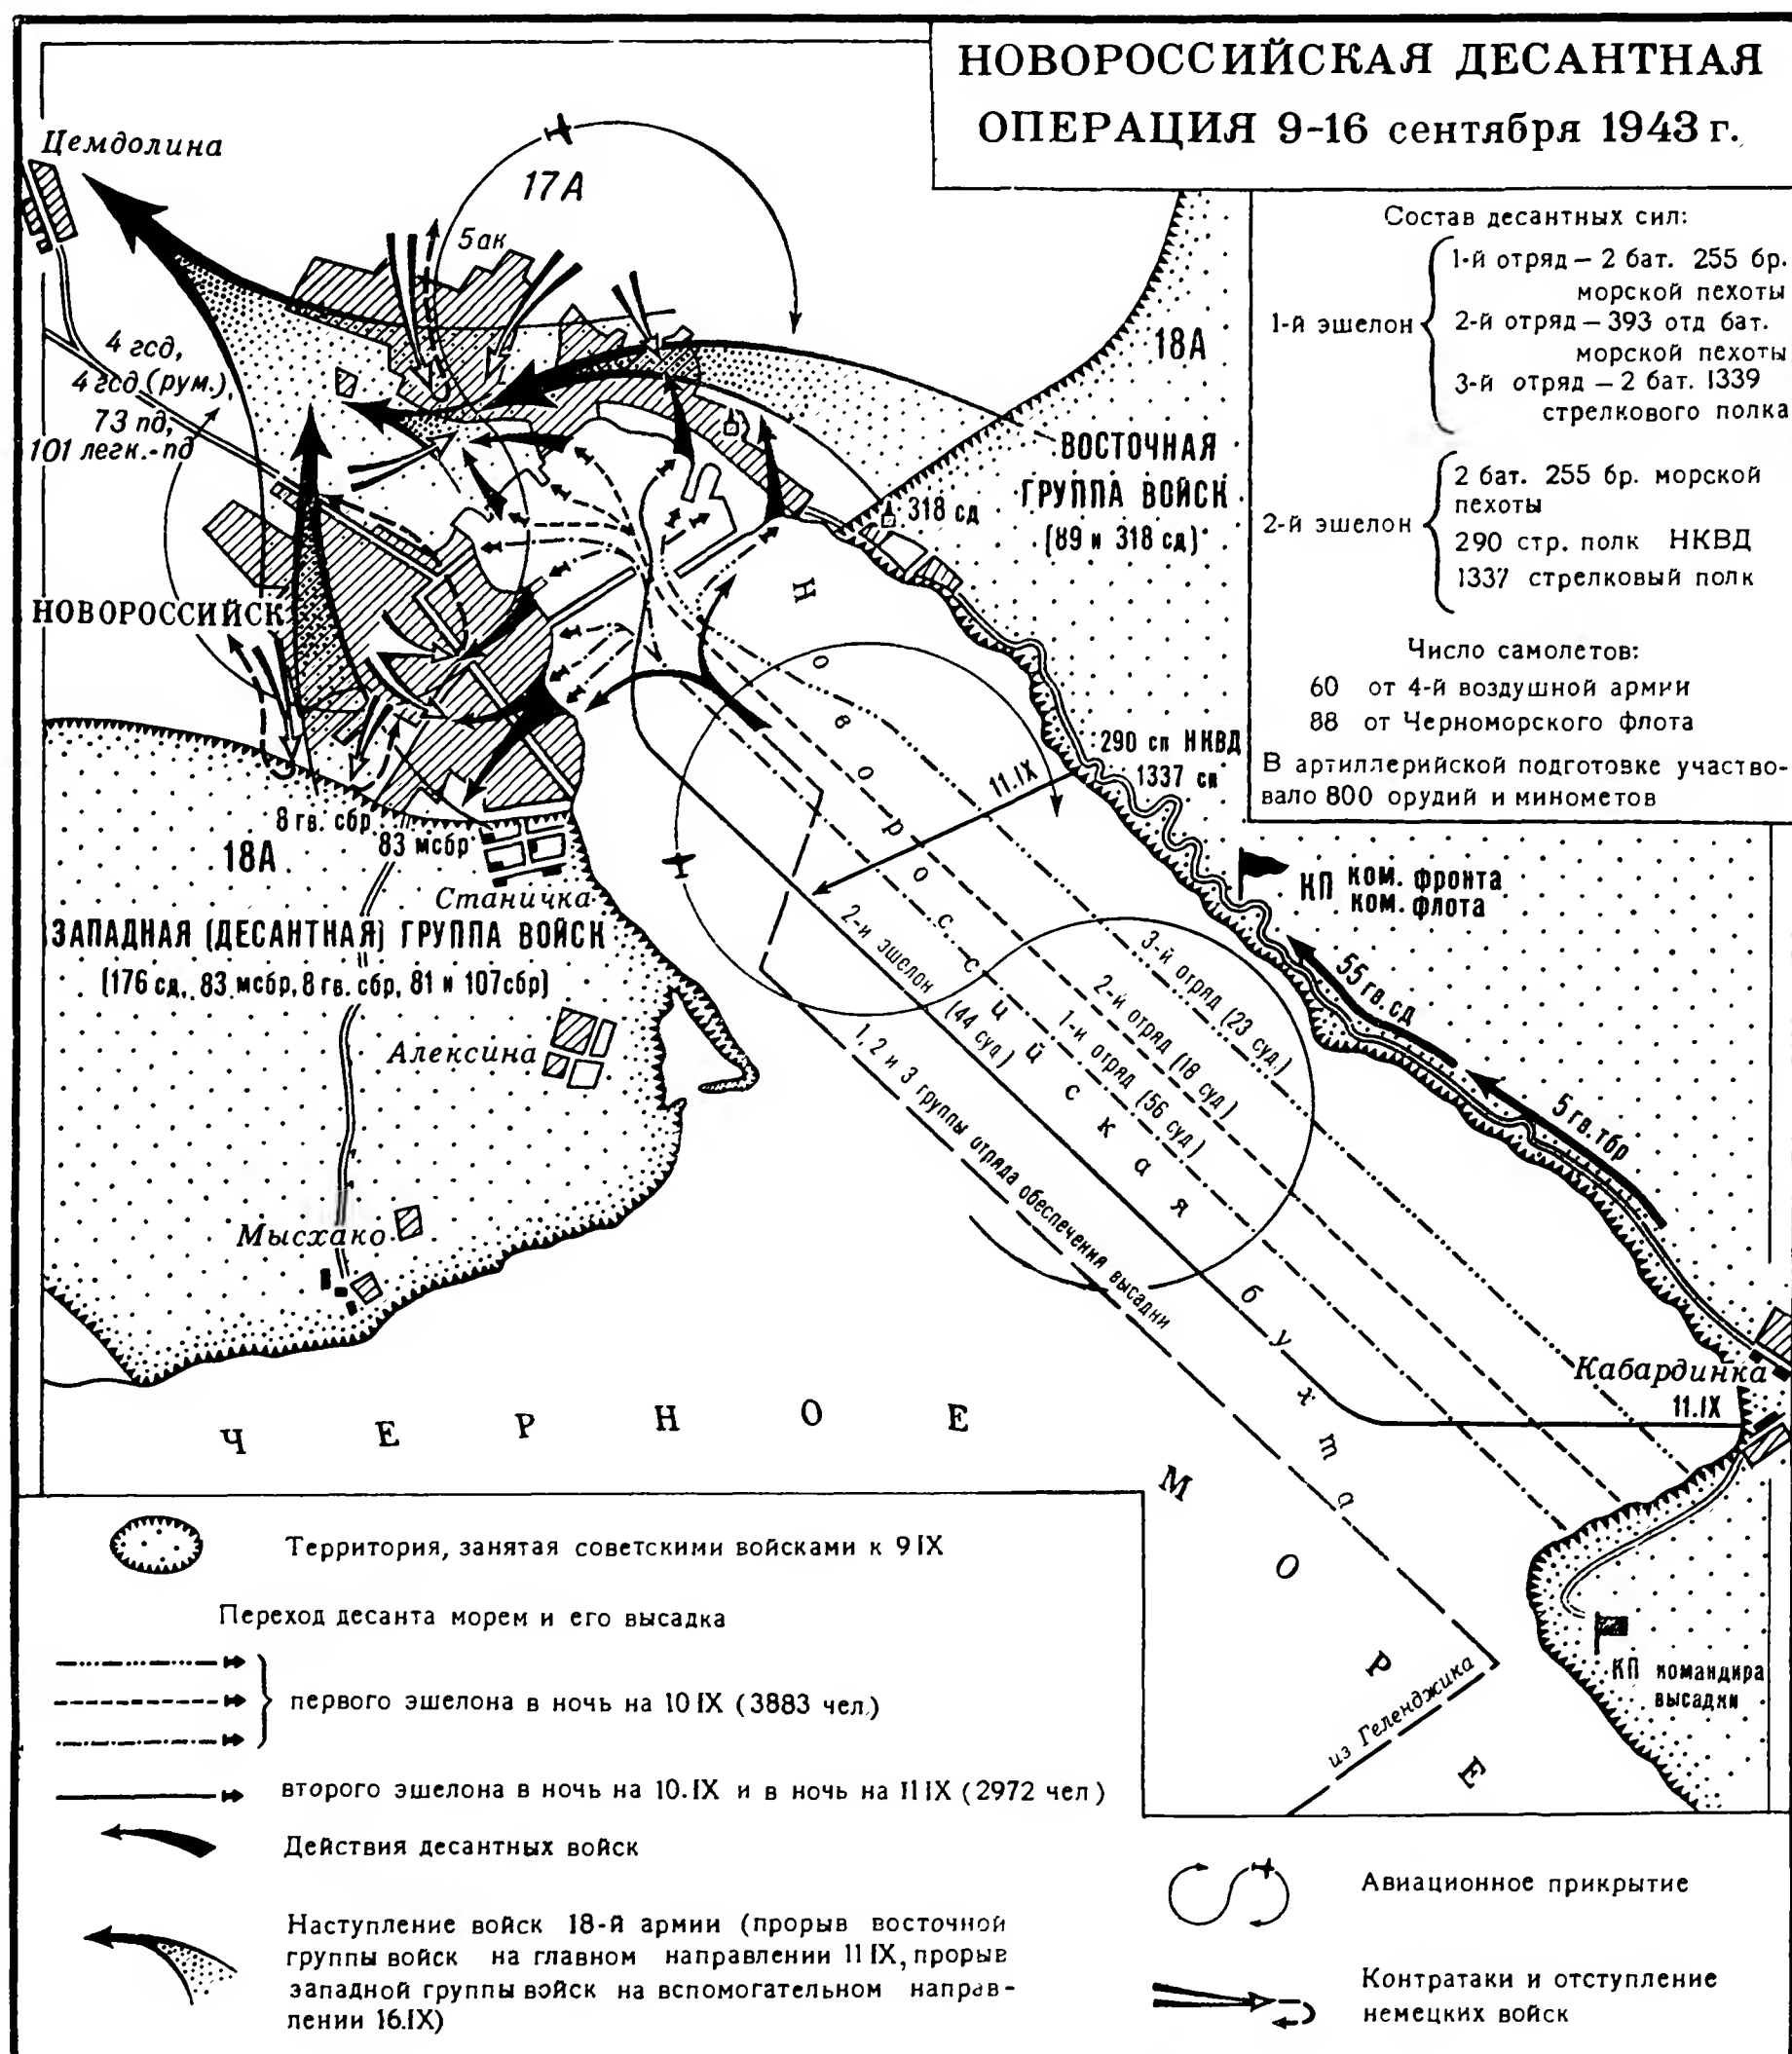 НОВОРОССИЙСКАЯ ДЕСАНТНАЯ
ОПЕРАЦИЯ 9-16 сентября 1943 г.
Состав десантных сил:
1-й эшелон
1-й отряд – 2 бат. 255 бр.
морской пехоты
2-й отряд – 393 отд бат.
морской пехоты
3-й отряд – 2 бат. 1339
стрелкового полка
2-й эшелон
2 бат. 255 бр. морской
пехоты
290 стр. полк НКВД
1337 стрелковый полк
Число самолетов:
60 от 4-й воздушной армии
88 от Черноморского флота
В артиллерийской подготовке участво-
вало 800 орудий и минометов
Цемдолина
17А
5ак
4 гсд,
4 гсд (рум.)
73 пд,
101 легк.-пд
18А
ВОСТОЧНАЯ
ГРУППА ВОЙСК
(89 и 318 сд)
318 сд
НОВОРОССИЙСК
290 сп НКВД
1337 сп
11.IX
8 гв. сбр
83 мсбр
18А
Станичка
ЗАПАДНАЯ (ДЕСАНТНАЯ) ГРУППА ВОЙСК
(176 сд, 83 мсбр, 8 гв. сбр, 81 и 107сбр)
КП ком. фронта
ком. флота
55 гв. сд
5 гв. тбр
Алексина
Мысхако
3-й отряд (23 суд.)
2-й отряд (18 суд.)
1-й отряд (56 суд.)
2-й эшелон (44 суд.)
1, 2 и 3 группы отряда обеспечения высадки
Новороссийская бухта
Кабардинка
11.IX
ЧЕРНОЕ МОРЕ
из Геленджика
КП командира
высадки
Территория, занятая советскими войсками к 9 IX
Переход десанта морем и его высадка
первого эшелона в ночь на 10 IX (3883 чел.)
второго эшелона в ночь на 10.IX и в ночь на 11 IX (2972 чел)
Действия десантных войск
Наступление войск 18-й армии (прорыв восточной
группы войск на главном направлении 11 IX, прорыв
западной группы войск на вспомогательном направ-
лении 16.IX)
Авиационное прикрытие
Контратаки и отступление
немецких войск